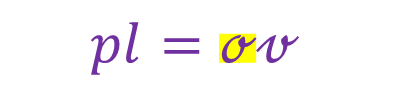 𝑝𝑙 = ℴ𝓋